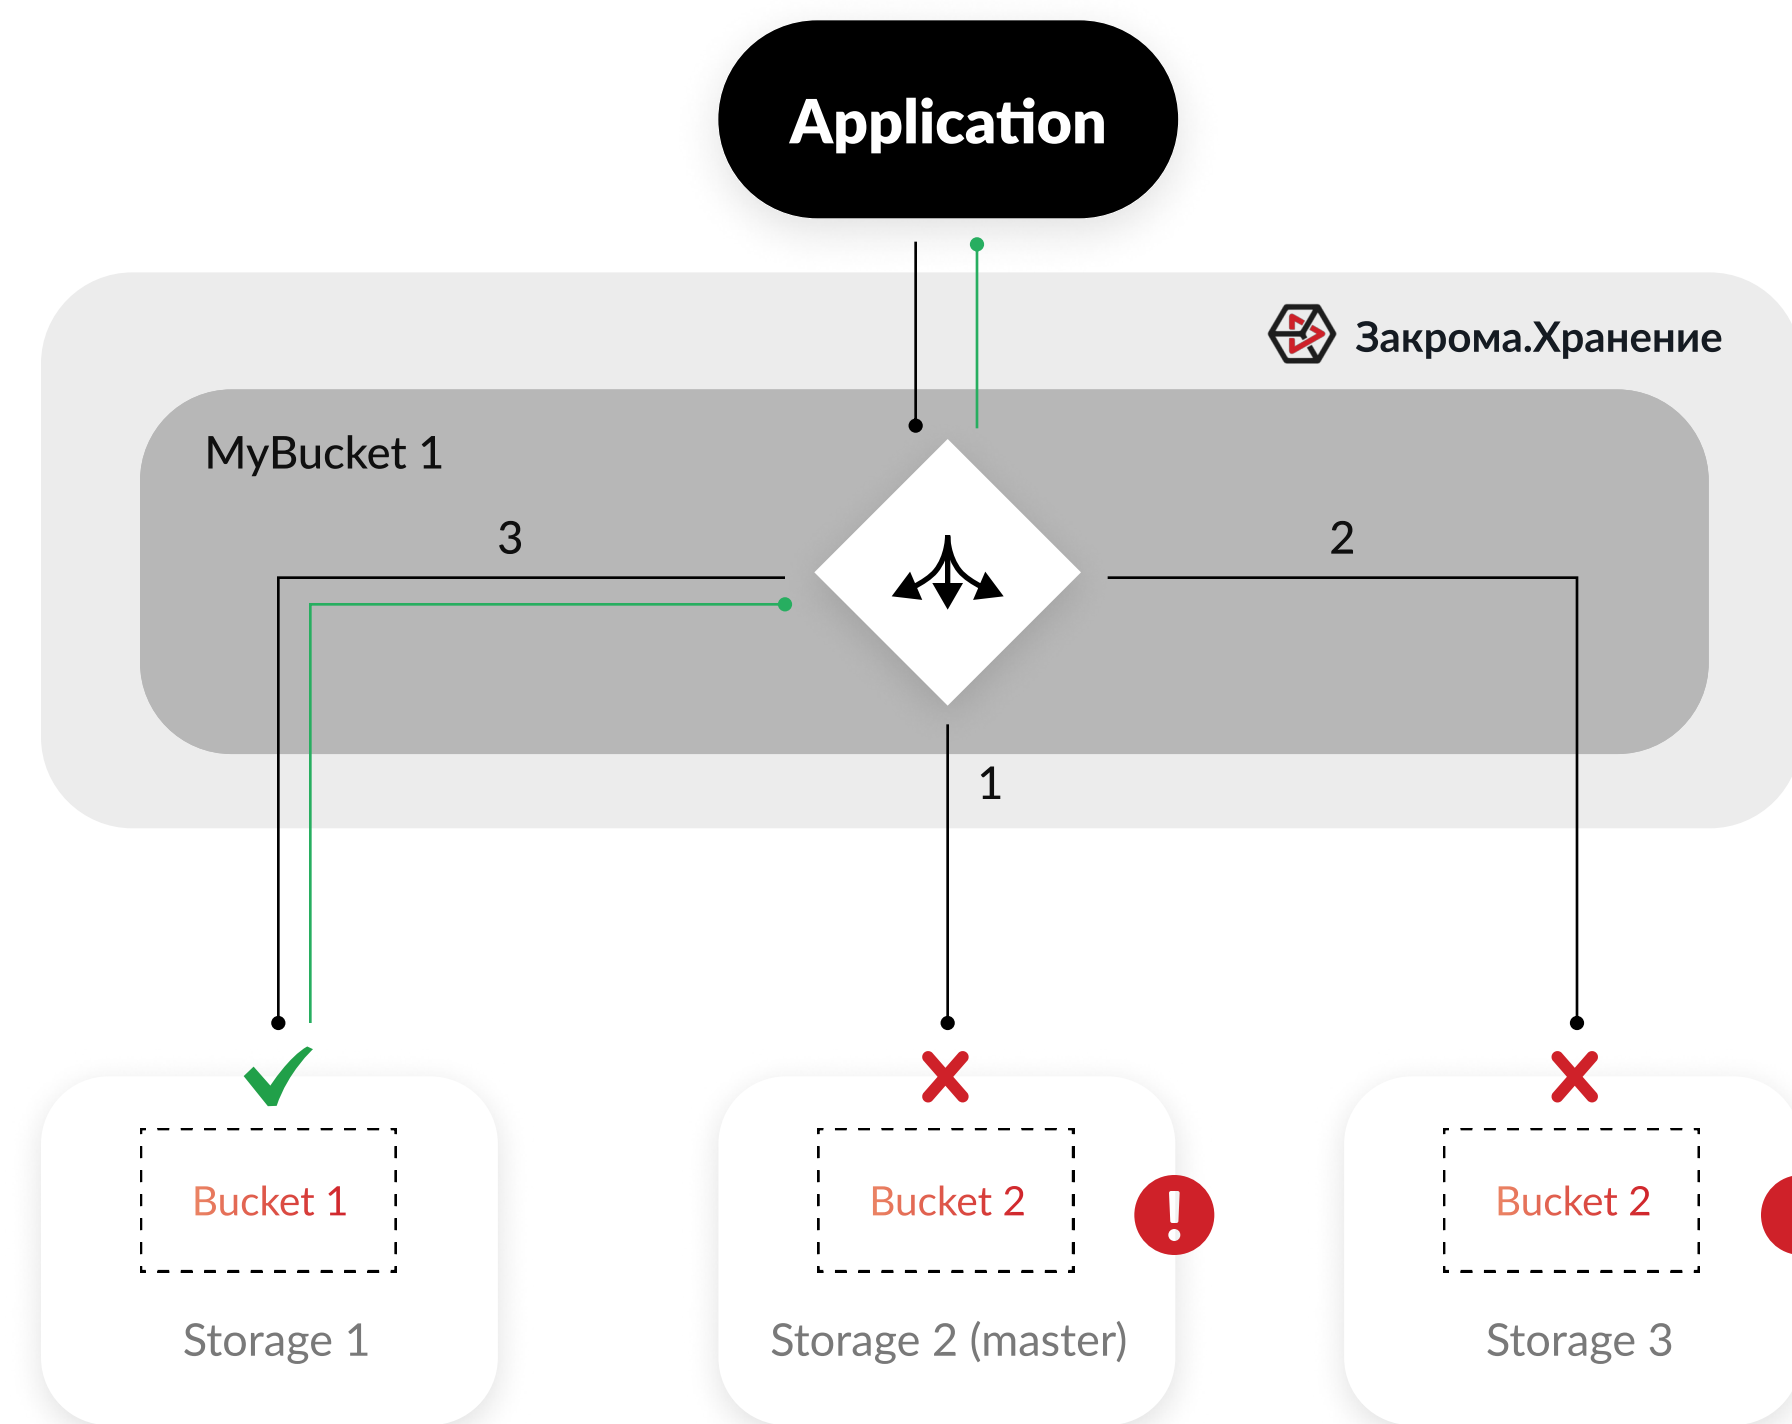 Application
Закрома.Хранение
MyBucket 1
3
2
1
Bucket 1
Bucket 2
!
Bucket 2
Storage 1
Storage 2 (master)
Storage 3